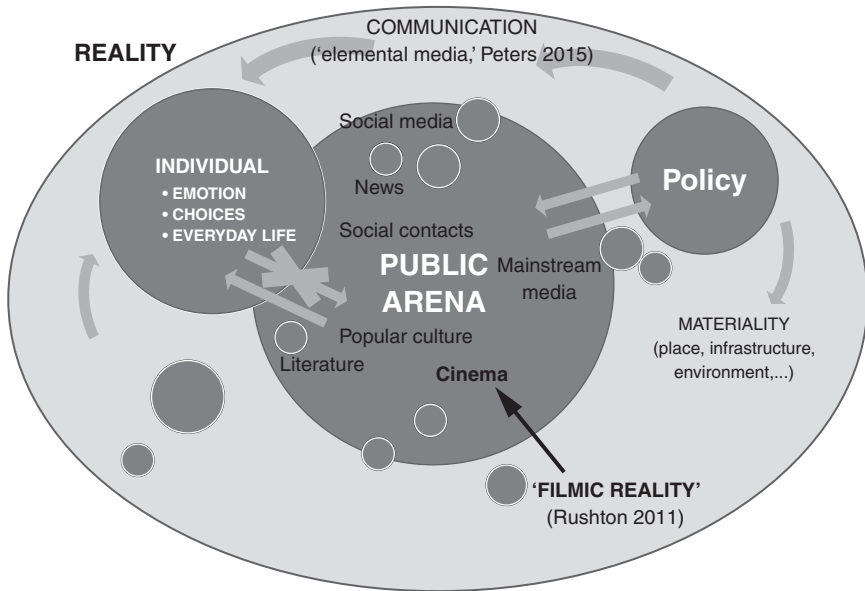 COMMUNICATION
REALITY
(‘elemental media,’ Peters 2015)
Social media
INDIVIDUAL
• EMOTION
• CHOICES
• EVERYDAY LIFE
News
Policy
Social contacts
PUBLIC
ARENA
Mainstream
media
Popular culture
Literature
Cinema
MATERIALITY
(place, infrastructure,
environment,...)
‘FILMIC REALITY’
(Rushton 2011)